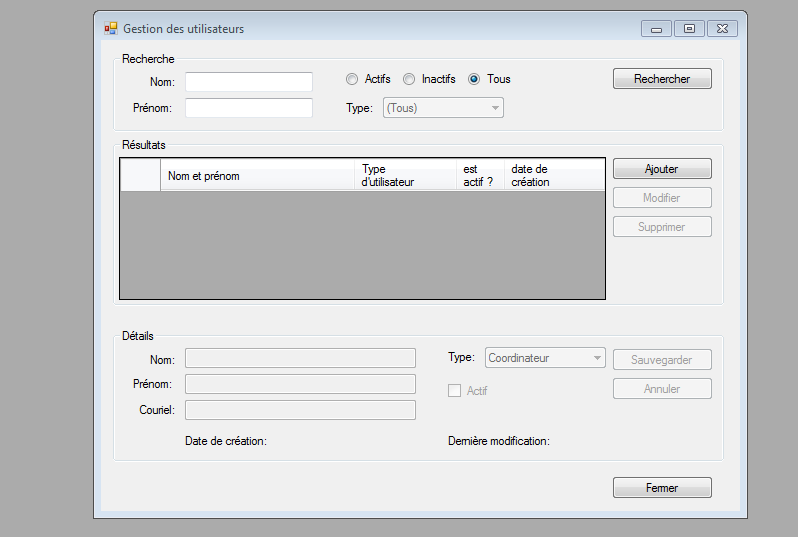 Gestion des utilisateurs
Recherche
Nom:
Actifs
Inactifs
Tous
Rechercher
Prénom:
Type:
(Tous)
Résultats
Nom et prénom
Type
d'utilisateur
est
actif ?
date de
création
Ajouter
Modifier
Supprimer
Détails
Nom:
Type:
Coordinateur
Sauvegarder
Prénom:
Actif
Annuler
Couriel:
Date de création:
Dernière modification:
Fermer